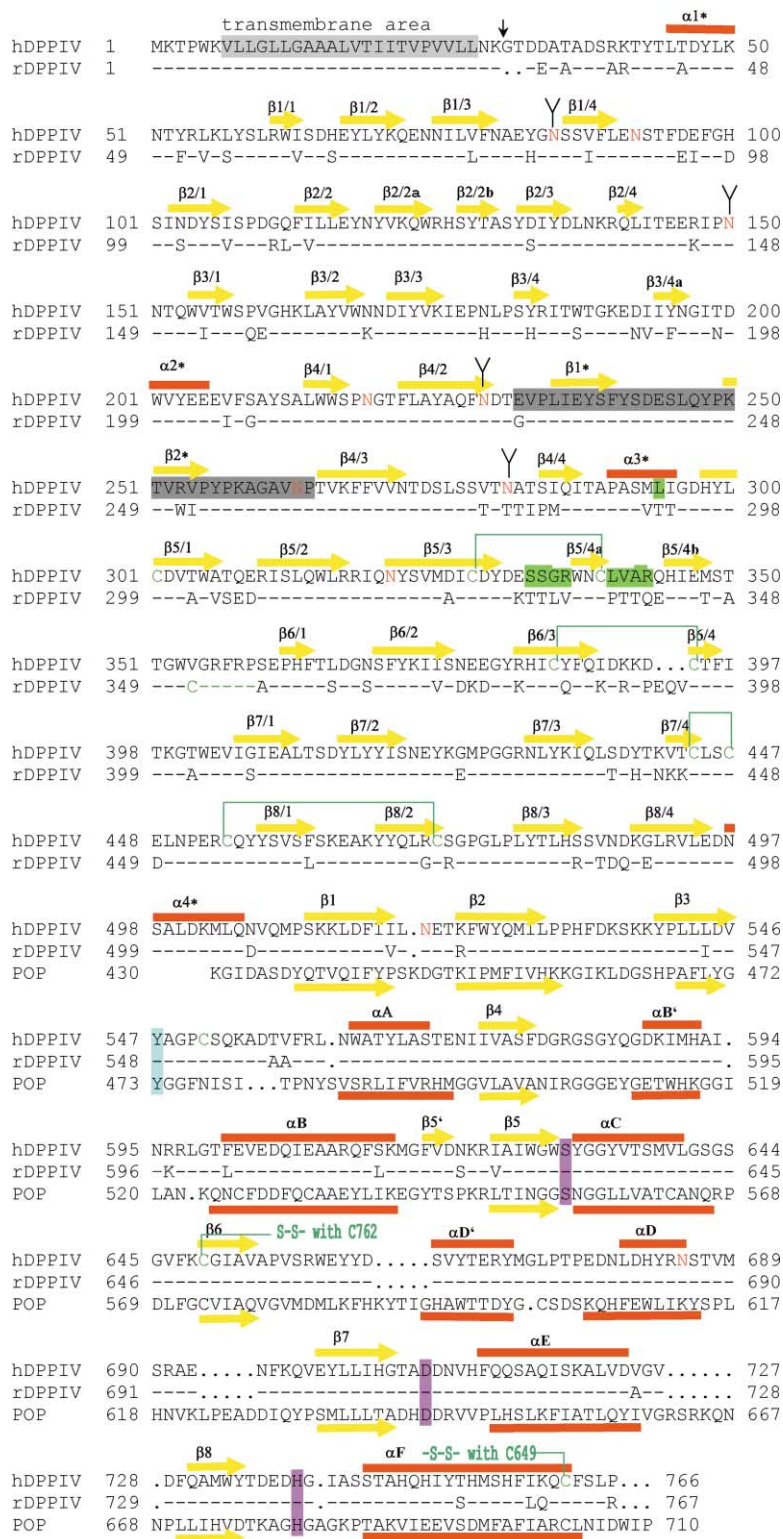 transmembrane area α1*
hDPPIV 1 MKTPWKVLLGLLGAAALVTIITVPVVLLNKGTDDATADSRKTYTLTDYLK 50
rDPPIV 1 ------------------------------..--E-A---AR----A---- 48
β1/1 β1/2 β1/3 β1/4
hDPPIV 51 NTYRLKLYSLRWISDHEYLYKQENNILVFNAEYGNSSVFLENSTFDEFGH 100
rDPPIV 49 --F-V-S-----V--S-----------L----H----I-------EI--D 98
β2/1 β2/2 β2/2a β2/2b β2/3 β2/4
hDPPIV 101 SINDYSISPDGQFILLEYNYVKQWRHSYTASYDIYDLNKRQLITEERIPN 150
rDPPIV 99 --S---V---RL-V------------------S-------------K--- 148
β3/1 β3/2 β3/3 β3/4 β3/4a
hDPPIV 151 NTQWVTWSPVGHKLAYVWNNDIYVKIEPNLPSYRITWTGKEDIIYNGITD 200
rDPPIV 149 ----I---QE--------K---------H--H--S----NV-F---N-- 198
α2* β4/1 β4/2 β1*
hDPPIV 201 WVYEEEVFSAYSALWWSPNGTFLAYAQFNDTEVPLIEYSFYSDESLQYPK 250
rDPPIV 199 ------I-G----------------------G------------------ 248
β2* β4/3 β4/4 α3*
hDPPIV 251 TVRVPYPKAGAVNPTVKFFVVNTDSLSSVTNATSIQITAPASMLIGDHYL 300
rDPPIV 249 --WI------------------------T-TTIPM-----VTT------- 298
β5/1 β5/2 β5/3 β5/4a β5/4b
hDPPIV 301 CDVTWATQERISLQWLRRIQNYSVMDICDYDESSGRWNCLVARQHIEMST 350
rDPPIV 299 ---A--VSED---------------A-----KTTLV---PTTQE---T-A 348
β6/1 β6/2 β6/3 β6/4
hDPPIV 351 TGWVGRFRPSEPHFTLDGNSFYKIISNEEGYRHICYFQIDKKD...CTFI 397
rDPPIV 349 ---C-----A-----S--S------V-DKD--K---Q--K-R-PEQV--- 398
β7/1 β7/2 β7/3 β7/4
hDPPIV 398 TKGTWEVIGIEALTSDYLYYISNEYKGMPGGRNLYKIQLSDYTKVTCLSC 447
rDPPIV 399 ---A----S-----------------E------------T-H-NKK---- 448
β8/1 β8/2 β8/3 β8/4
hDPPIV 448 ELNPERCQYYSVSFSKEAKYYQLRCSGPGLPLYTLHSSVNDKGLRVLEDN 497
rDPPIV 449 D------------L---------G-R----------R-TDQ-E------- 498
α4* β1 β2 β3
hDPPIV 498 SALDKMLQNVQMPSKKLDFIIL.NETKFWYQMILPPHFDKSKKYPLLLDV 546
rDPPIV 499 --------D-----------V-.---R--------------------I-- 547
POP 430 KGIDASDYQTVQIFYPSKDGTKIPMFIVHKKGIKLDGSHPAFLYG 472
αA β4 αB‘
hDPPIV 547 YAGPCSQKADTVFRL.NWATYLASTENIIVASFDGRGSGYQGDKIMHAI. 594
rDPPIV 548 ----------AA---.---------------------------------. 595
POP 473 YGGFNISI...TPNYSVSRLIFVRHMGGVLAVANIRGGGEYGETWHKGGI 519
αB β5‘ β5 αC
hDPPIV 595 NRRLGTFEVEDQIEAARQFSKMGFVDNKRIAIWGWSYGGYVTSMVLGSGS 644
rDPPIV 596 -K----L------------L--------S-V------------------- 645
POP 520 LAN.KQNCFDDFQCAAEYLIKEGYTSPKRLTINGGSNGGLLVATCANQRP 568
β6 S-S- with C762 αD‘ αD
hDPPIV 645 GVFKCGIAVAPVSRWEYYD.....SVYTERYMGLPTPEDNLDHYRNSTVM 689
rDPPIV 646 -------------------.....-------------------------- 690
POP 569 DLFGCVIAQVGVMDMLKFHKYTIGHAWTTDYG.CSDSKQHFEWLIKYSPL 617
β7 αE
hDPPIV 690 SRAE.....NFKQVEYLLIHGTADDNVHFQQSAQISKALVDVGV...... 727
rDPPIV 691 ----.....--------------------------------A--...... 728
POP 618 HNVKLPEADDIQYPSMLLLTADHDDRVVPLHSLKFIATLQYIVGRSRKQN 667
β8 αF -S-S- with C649
hDPPIV 728 .DFQAMWYTDEDHG.IASSTAHQHIYTHMSHFIKQCFSLP... 766
rDPPIV 729 .-------------.-----------S-----LQ---R-... 767
POP 668 NPLLIHVDTKAGHGAGKPTAKVIEEVSDMFAFIARCLNIDWIP 710